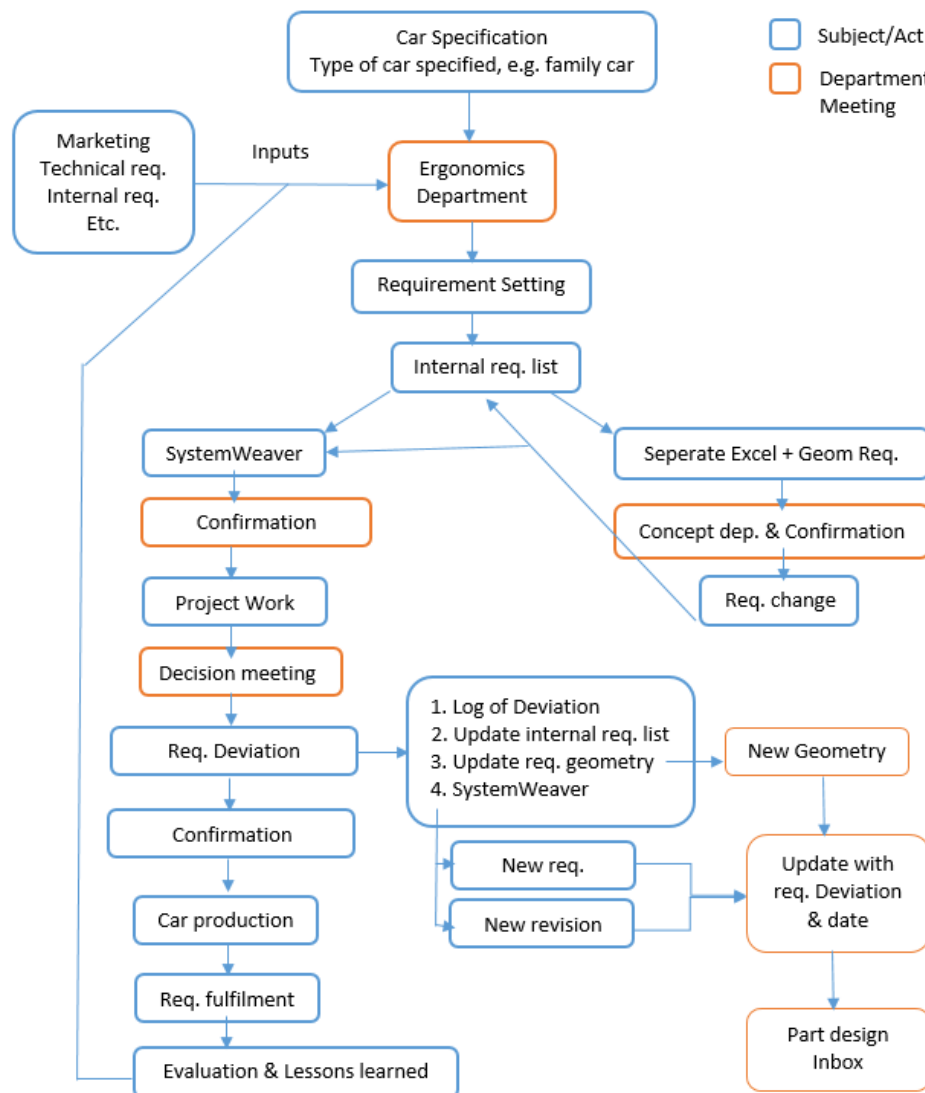 Car Specification
Type of car specified, e.g. family car
Subject/Act
Department
Meeting
Marketing
Technical req.
Internal req.
Etc.
Inputs
Ergonomics
Department
Requirement Setting
Internal req. list
SystemWeaver
Seperate Excel + Geom Req.
Confirmation
Concept dep. & Confirmation
Project Work
Req. change
Decision meeting
1. Log of Deviation
2. Update internal req. list
3. Update req. geometry
4. SystemWeaver
Req. Deviation
New Geometry
Confirmation
New req.
Update with
req. Deviation
& date
Car production
New revision
Req. fulfilment
Part design
Inbox
Evaluation & Lessons learned